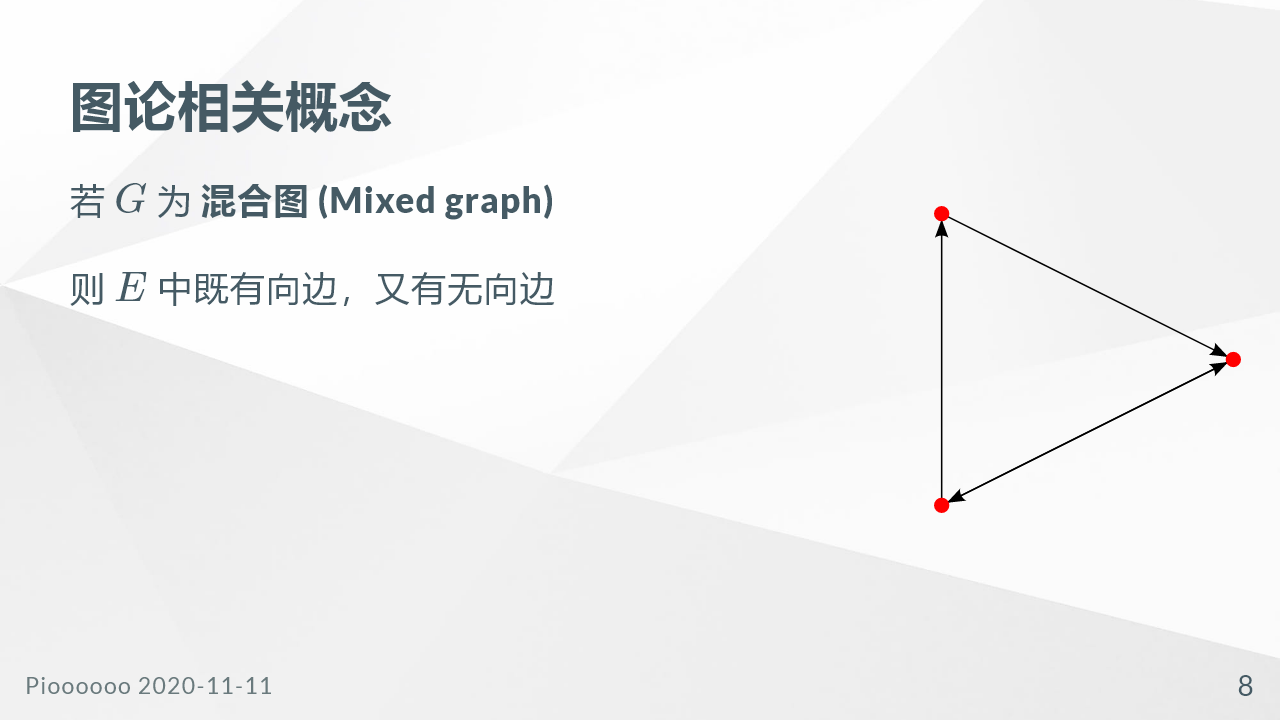 图论相关概念
若 G 为 混合图 (Mixed graph)
则 E 中既有向边，又有无向边
Pioooooo 2020-11-11
8